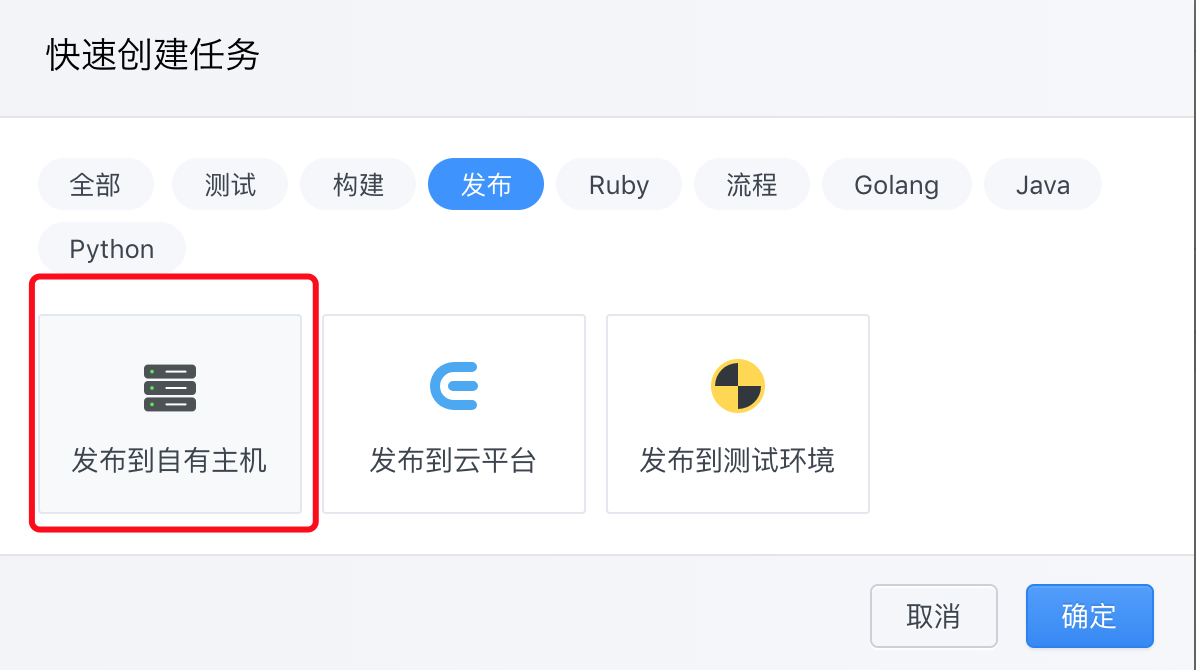 快速创建任务
全部 测试 构建 发布 Ruby 流程 Golang Java
Python
发布到自有主机 发布到云平台 发布到测试环境
取消 确定